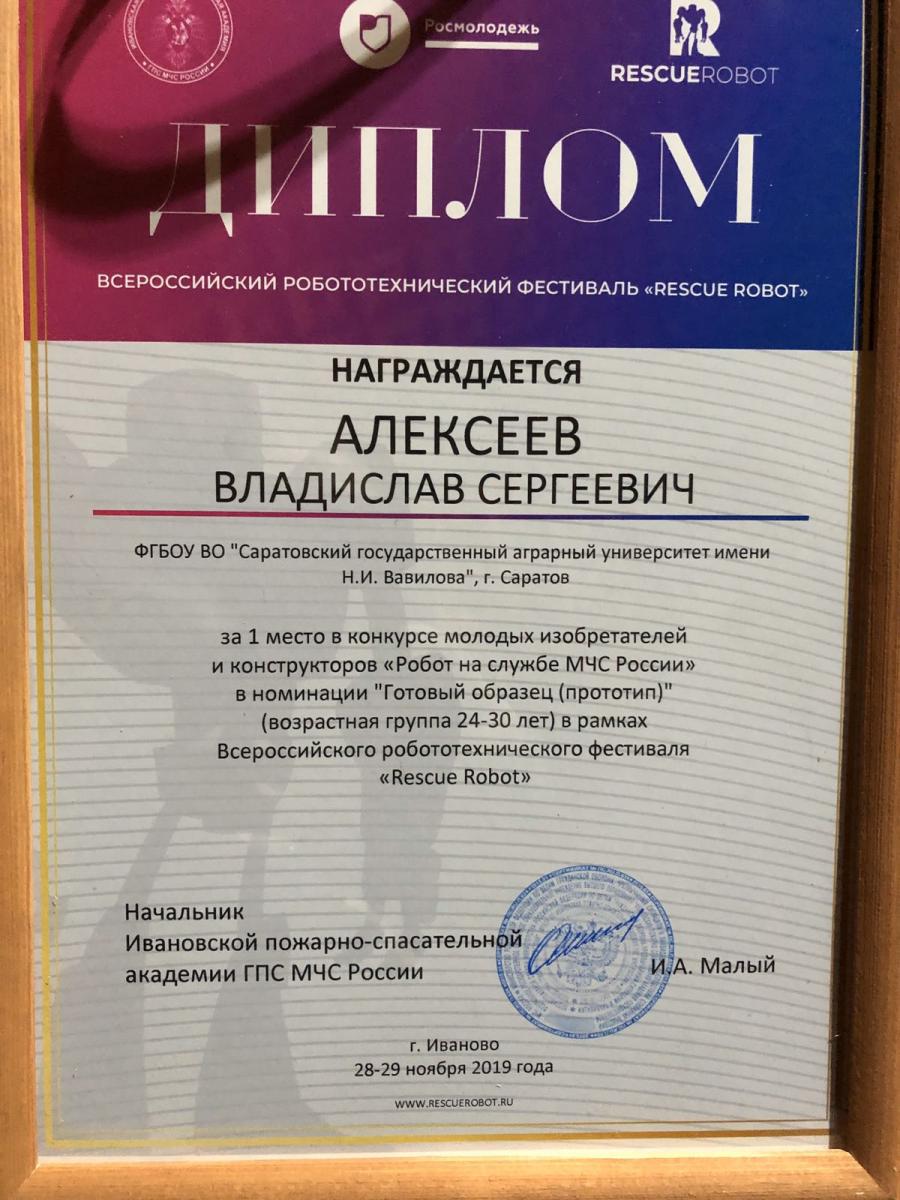 ГПС МЧС РОССИИ
Росмолодежь
RESCUEROBOT
ДИПЛОМ
ВСЕРОССИЙСКИЙ РОБОТОТЕХНИЧЕСКИЙ ФЕСТИВАЛЬ «RESCUE ROBOT»
НАГРАЖДАЕТСЯ
АЛЕКСЕЕВ
ВЛАДИСЛАВ СЕРГЕЕВИЧ
ФГБОУ ВО "Саратовский государственный аграрный университет имени
Н.И. Вавилова", г. Саратов
за 1 место в конкурсе молодых изобретателей
и конструкторов «Робот на службе МЧС России»
в номинации "Готовый образец (прототип)"
(возрастная группа 24-30 лет) в рамках
Всероссийского робототехнического фестиваля
«Rescue Robot»
Начальник
Ивановской пожарно-спасательной
академии ГПС МЧС России
И.А. Малый
г. Иваново
28-29 ноября 2019 года
WWW.RESCUEROBOT.RU